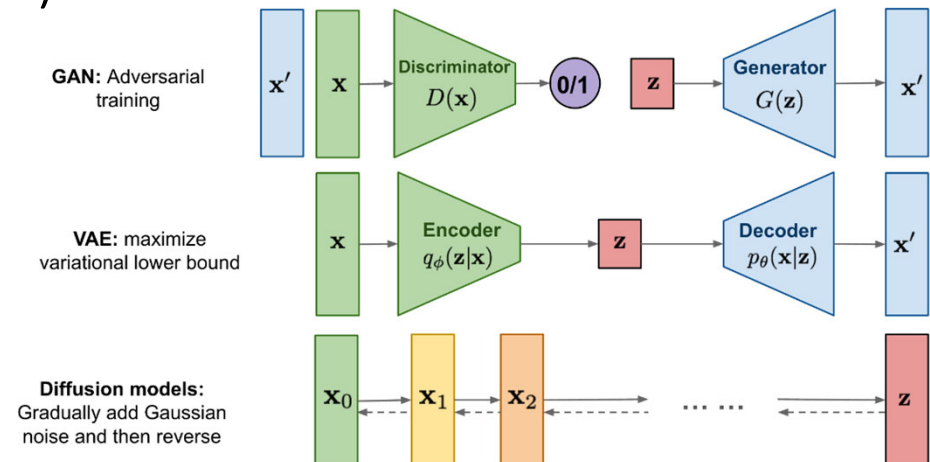 GAN: Adversarial
training
x′
x
Discriminator
D(x)
0/1
z
Generator
G(z)
x′
VAE: maximize
variational lower bound
x
Encoder
qϕ(z|x)
z
Decoder
pθ(x|z)
x′
Diffusion models:
Gradually add Gaussian
noise and then reverse
x0
x1
x2
... ...
z